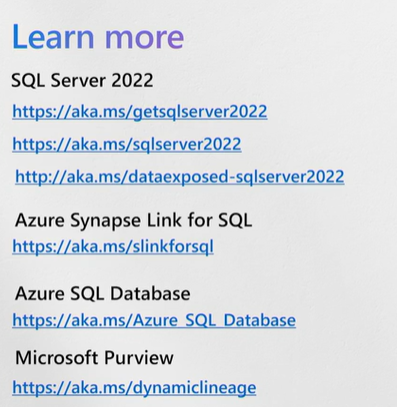 Learn more
SQL Server 2022
https://aka.ms/getsqlserver2022
https://aka.ms/sqlserver2022
http://aka.ms/dataexposed-sqlserver2022
Azure Synapse Link for SQL
https://aka.ms/slinkforsql
Azure SQL Database
https://aka.ms/Azure_SQL_Database
Microsoft Purview
https://aka.ms/dynamiclineage